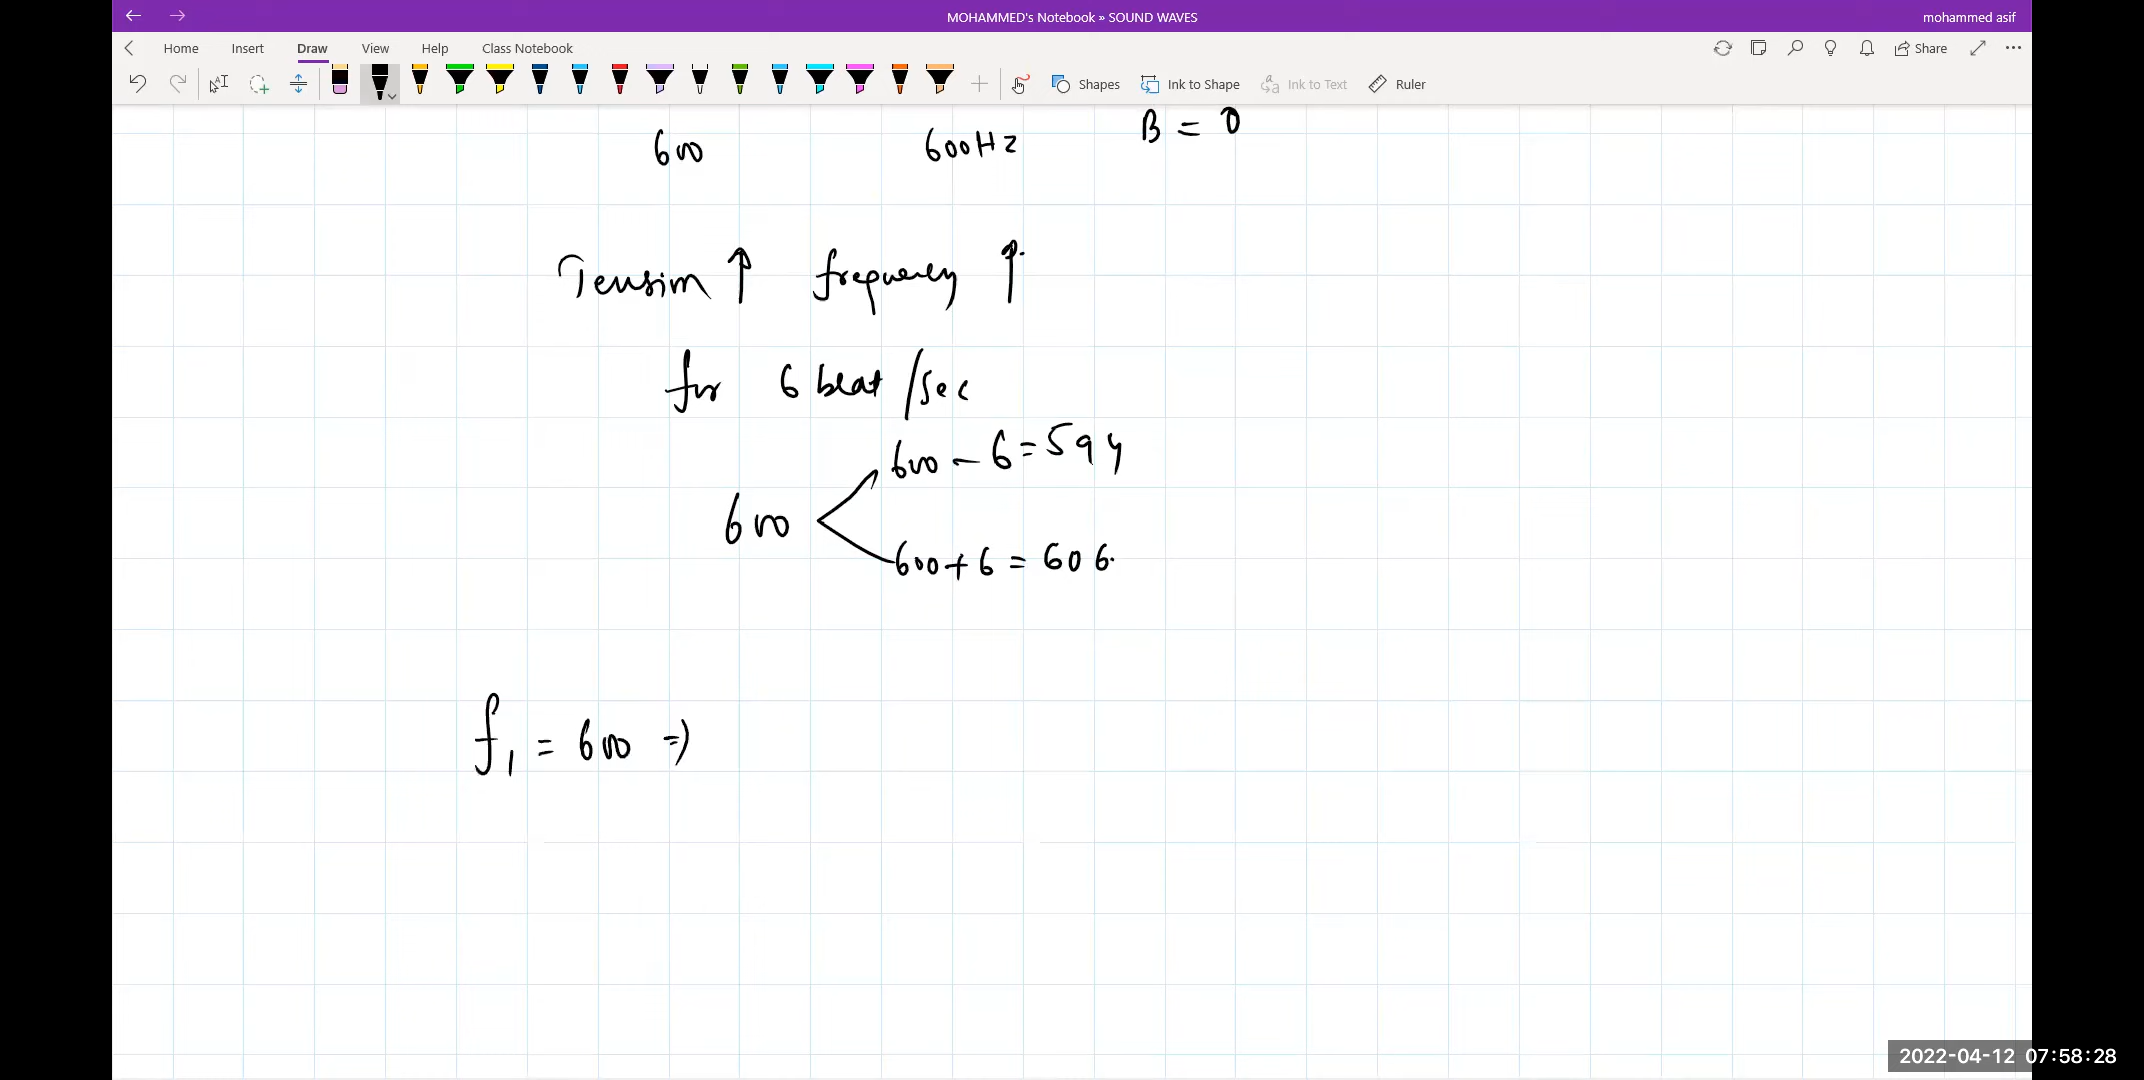 MOHAMMED's Notebook » SOUND WAVES
mohammed asif
Home Insert Draw View Help Class Notebook
Share
Shapes Ink to Shape Ink to Text Ruler
600 600Hz B = 0
Tension ↑ frequency ↑
for 6 beat /sec
600 - 6 = 594
600
600 + 6 = 606
f1 = 600 ⇒
2022-04-12 07:58:28